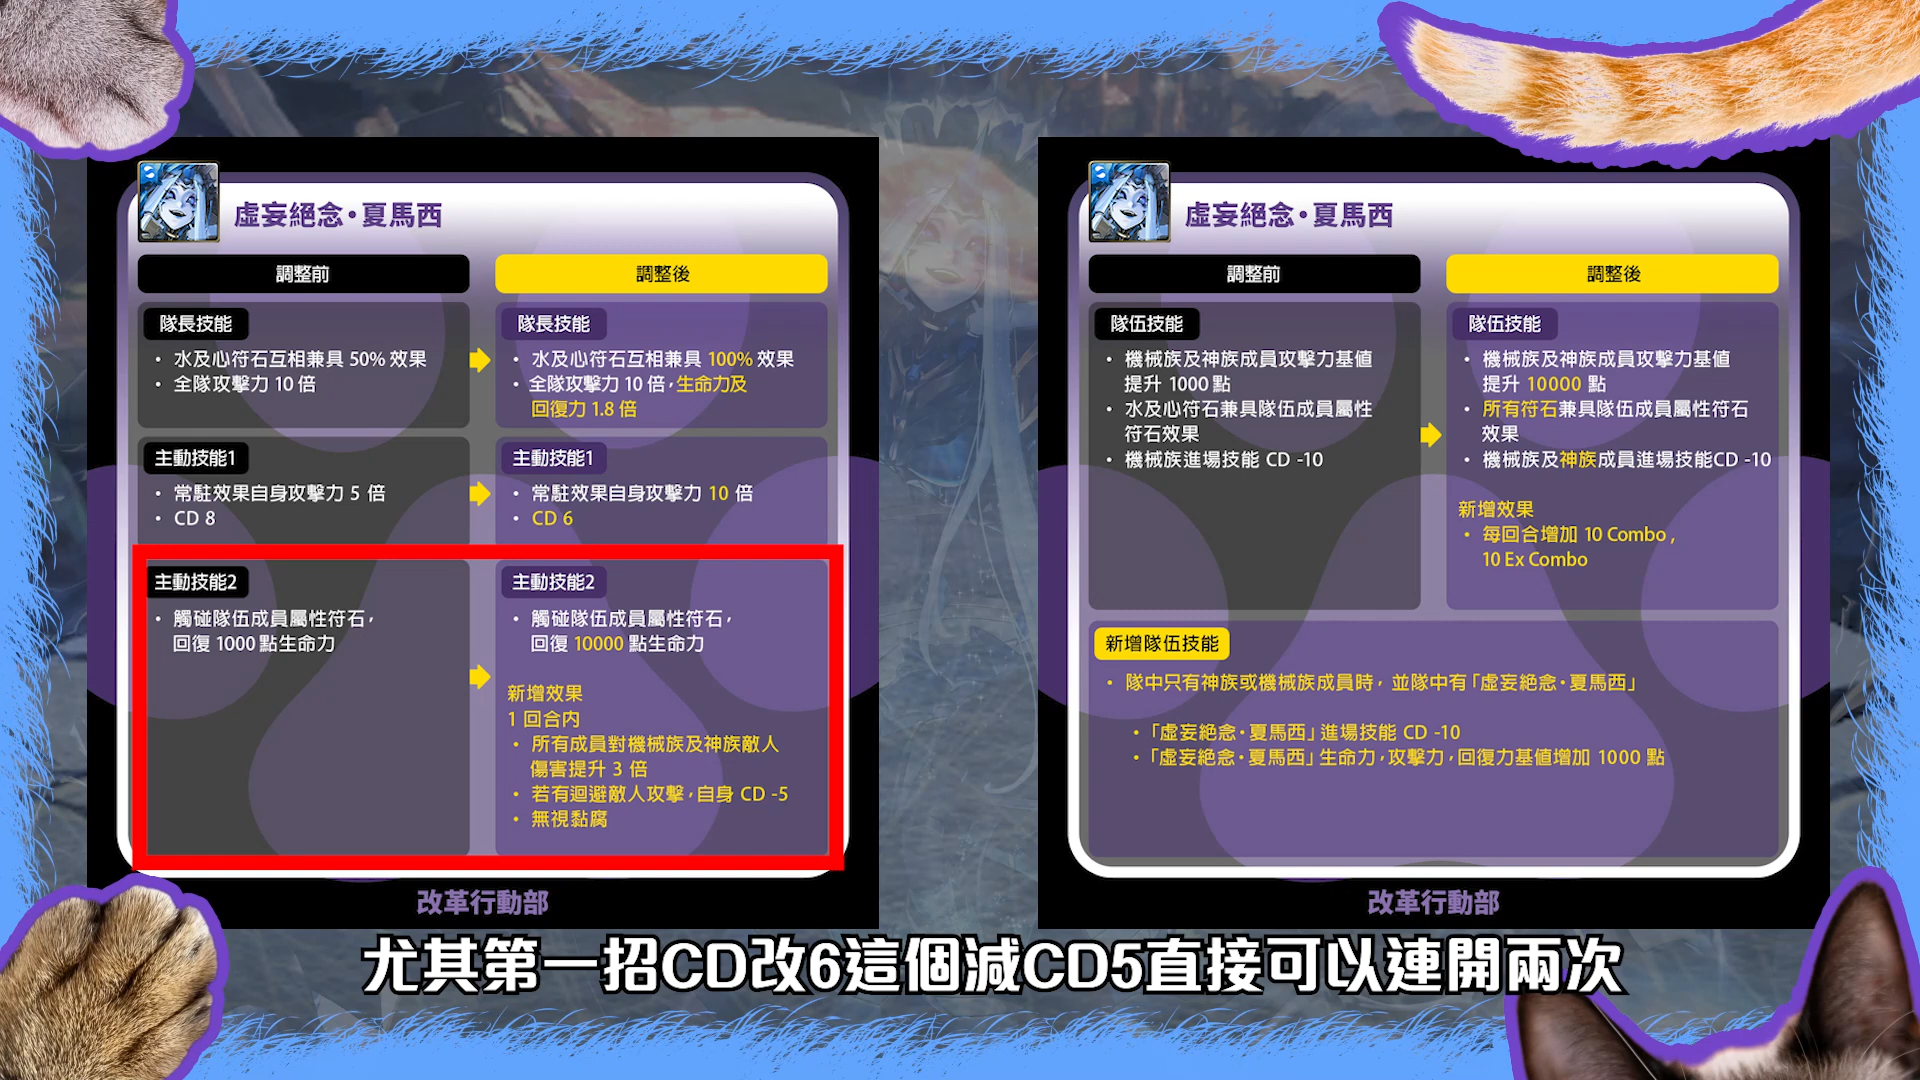 虛妄絕念・夏馬西
調整前
調整後
隊長技能
・ 水及心符石互相兼具 50% 效果
・ 全隊攻擊力 10 倍
隊長技能
・ 水及心符石互相兼具 100% 效果
・ 全隊攻擊力 10 倍，生命力及
回復力 1.8 倍
主動技能1
・ 常駐效果自身攻擊力 5 倍
・ CD 8
主動技能1
・ 常駐效果自身攻擊力 10 倍
・ CD 6
主動技能2
・ 觸碰隊伍成員屬性符石，
回復 1000 點生命力
主動技能2
・ 觸碰隊伍成員屬性符石，
回復 10000 點生命力
新增效果
1 回合內
・ 所有成員對機械族及神族敵人
傷害提升 3 倍
・ 若有迴避敵人攻擊，自身 CD -5
・ 無視黏腐
改革行動部
虛妄絕念・夏馬西
調整前
調整後
隊伍技能
・ 機械族及神族成員攻擊力基值
提升 1000 點
・ 水及心符石兼具隊伍成員屬性
符石效果
・ 機械族進場技能 CD -10
隊伍技能
・ 機械族及神族成員攻擊力基值
提升 10000 點
・ 所有符石兼具隊伍成員屬性符石
效果
・ 機械族及神族成員進場技能CD -10
新增效果
・ 每回合增加 10 Combo，
10 Ex Combo
新增隊伍技能
・ 隊中只有神族或機械族成員時，並隊中有「虛妄絕念・夏馬西」
・「虛妄絕念・夏馬西」進場技能 CD -10
・「虛妄絕念・夏馬西」生命力，攻擊力，回復力基值增加 1000 點
改革行動部
尤其第一招CD改6這個減CD5直接可以連開兩次